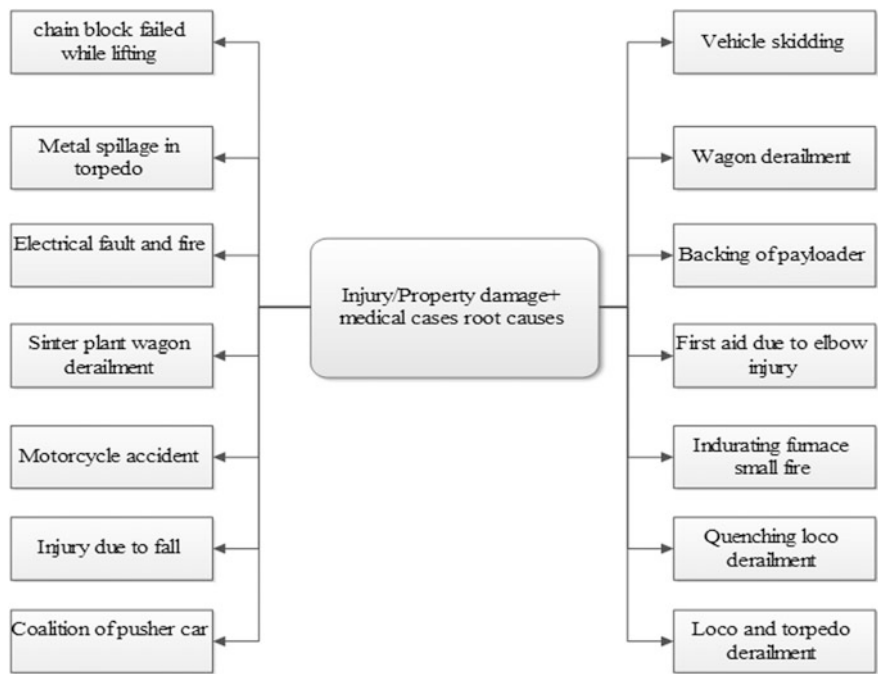 chain block failed
while lifting
Metal spillage in
torpedo
Electrical fault and fire
Sinter plant wagon
derailment
Motorcycle accident
Injury due to fall
Coalition of pusher car
Injury/Property damage+
medical cases root causes
Vehicle skidding
Wagon derailment
Backing of payloader
First aid due to elbow
injury
Indurating furnace
small fire
Quenching loco
derailment
Loco and torpedo
derailment